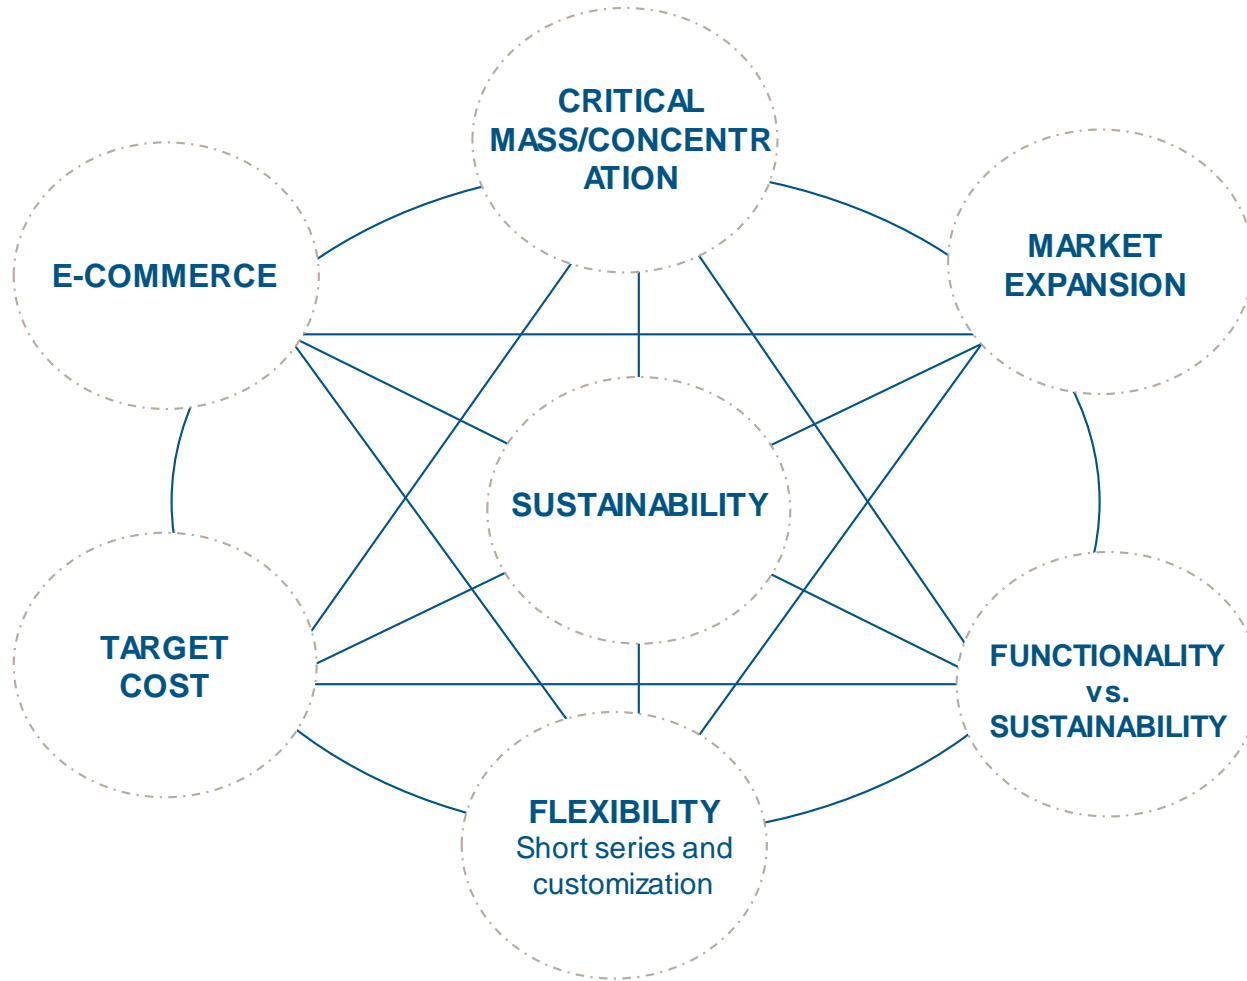 CRITICAL
MASS/CONCENTR
ATION
E-COMMERCE
MARKET
EXPANSION
SUSTAINABILITY
TARGET
COST
FUNCTIONALITY
vs.
SUSTAINABILITY
FLEXIBILITY
Short series and
customization